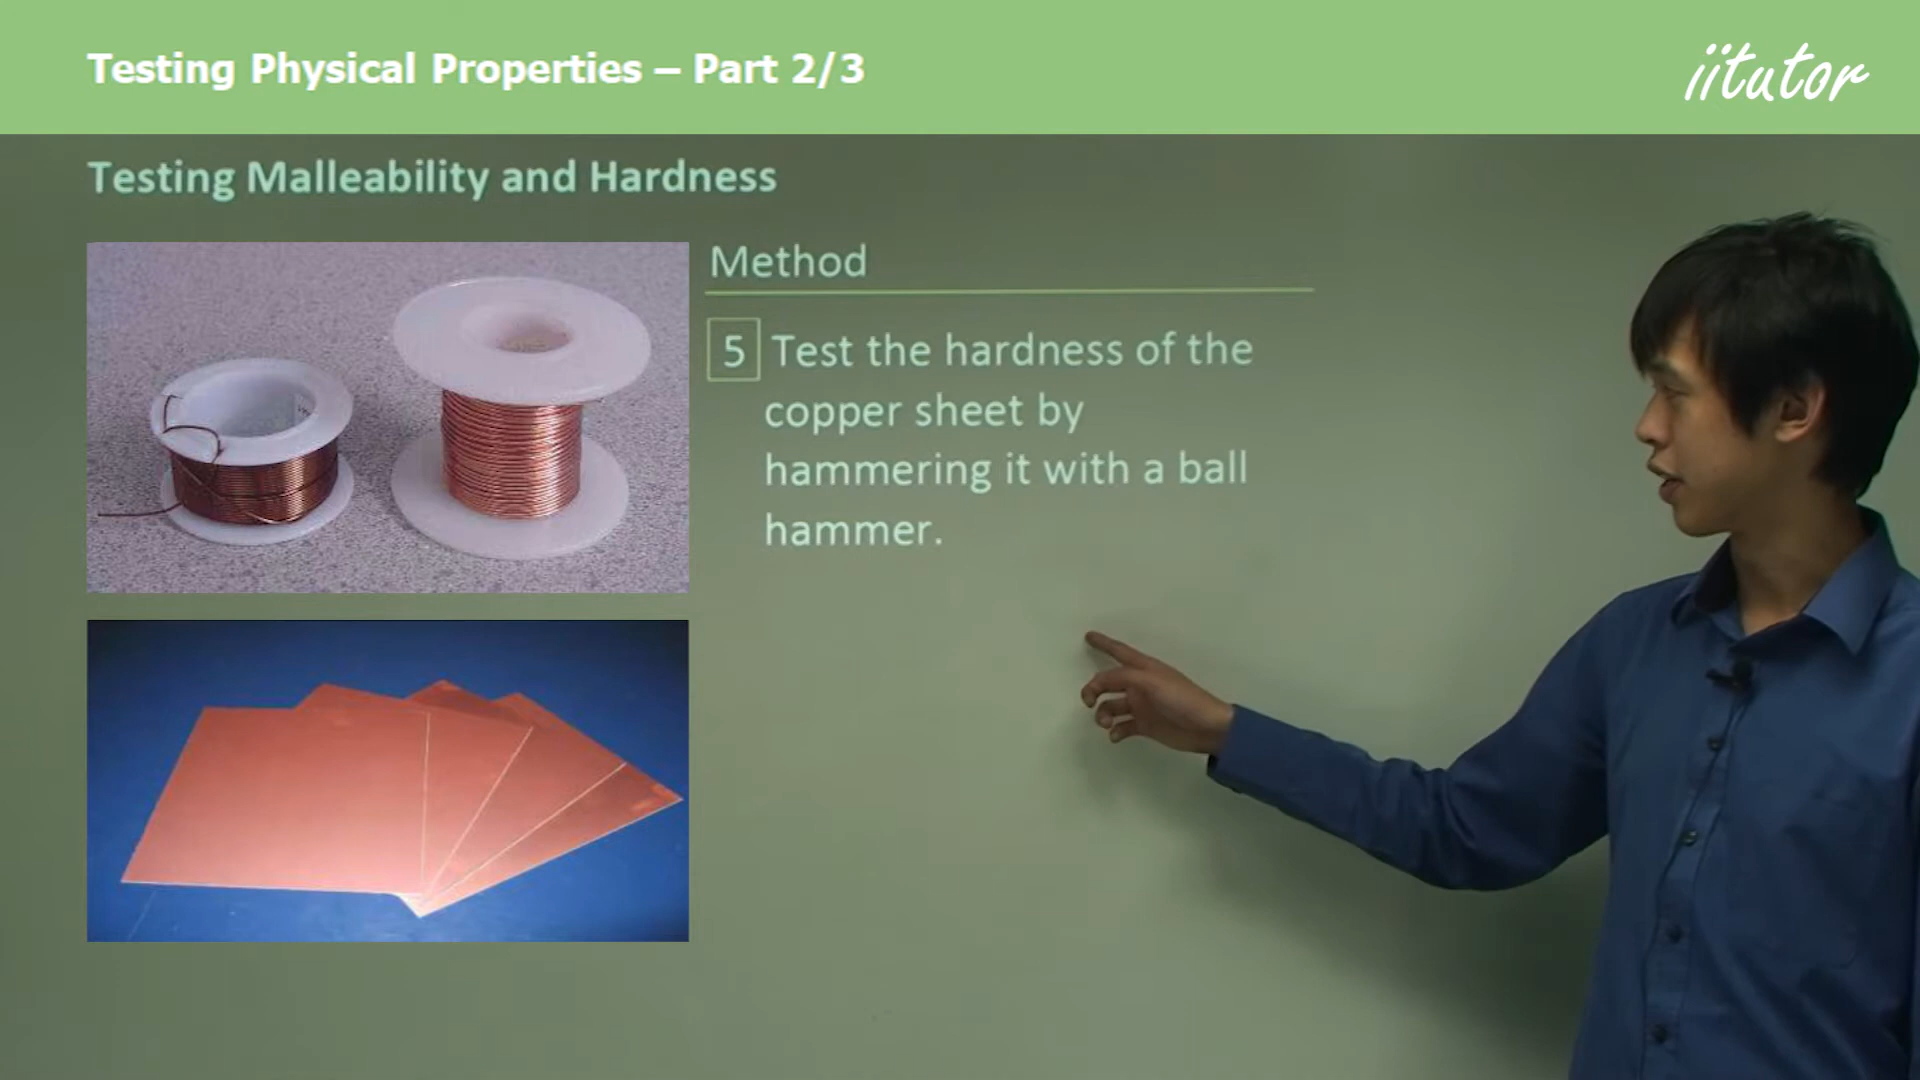 Testing Physical Properties – Part 2/3
iitutor
Testing Malleability and Hardness
Method
5 Test the hardness of the
copper sheet by
hammering it with a ball
hammer.